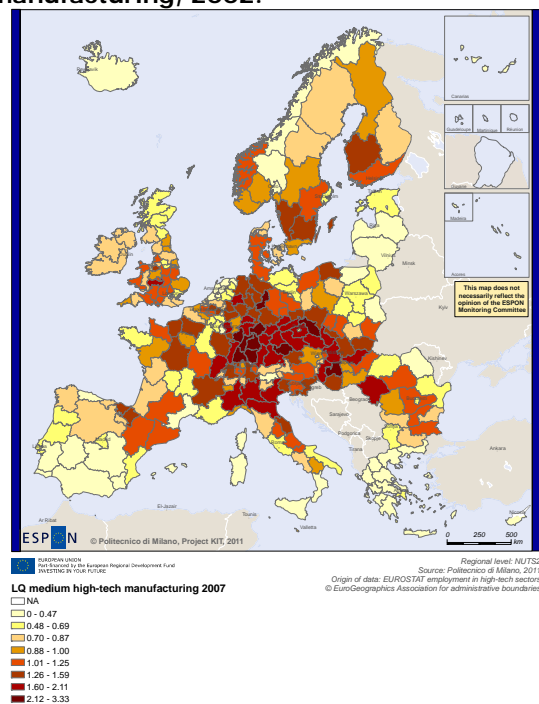 manufacturing, 2002.
Canarias
Guadeloupe
Martinique
Réunion
Guyane
Madeira
Açores
This map does not
necessarily reflect the
opinion of the ESPON
Monitoring Committee
Riga
Vilnius
Minsk
Warszawa
Kyiv
Kishinev
Beograd
Sarajevo
Podgorica
Skopje
Tirana
Ankara
Roma
Madrid
El-Jazair
Tounis
Ar Ribat
Valletta
Nicosia
ESPON
© Politecnico di Milano, Project KIT, 2011
0 250 500
km
EUROPEAN UNION
Part-financed by the European Regional Development Fund
INVESTING IN YOUR FUTURE
Regional level: NUTS2
Source: Politecnico di Milano, 2011
Origin of data: EUROSTAT employment in high-tech sectors
© EuroGeographics Association for administrative boundaries
LQ medium high-tech manufacturing 2007
NA
0 - 0.47
0.48 - 0.69
0.70 - 0.87
0.88 - 1.00
1.01 - 1.25
1.26 - 1.59
1.60 - 2.11
2.12 - 3.33